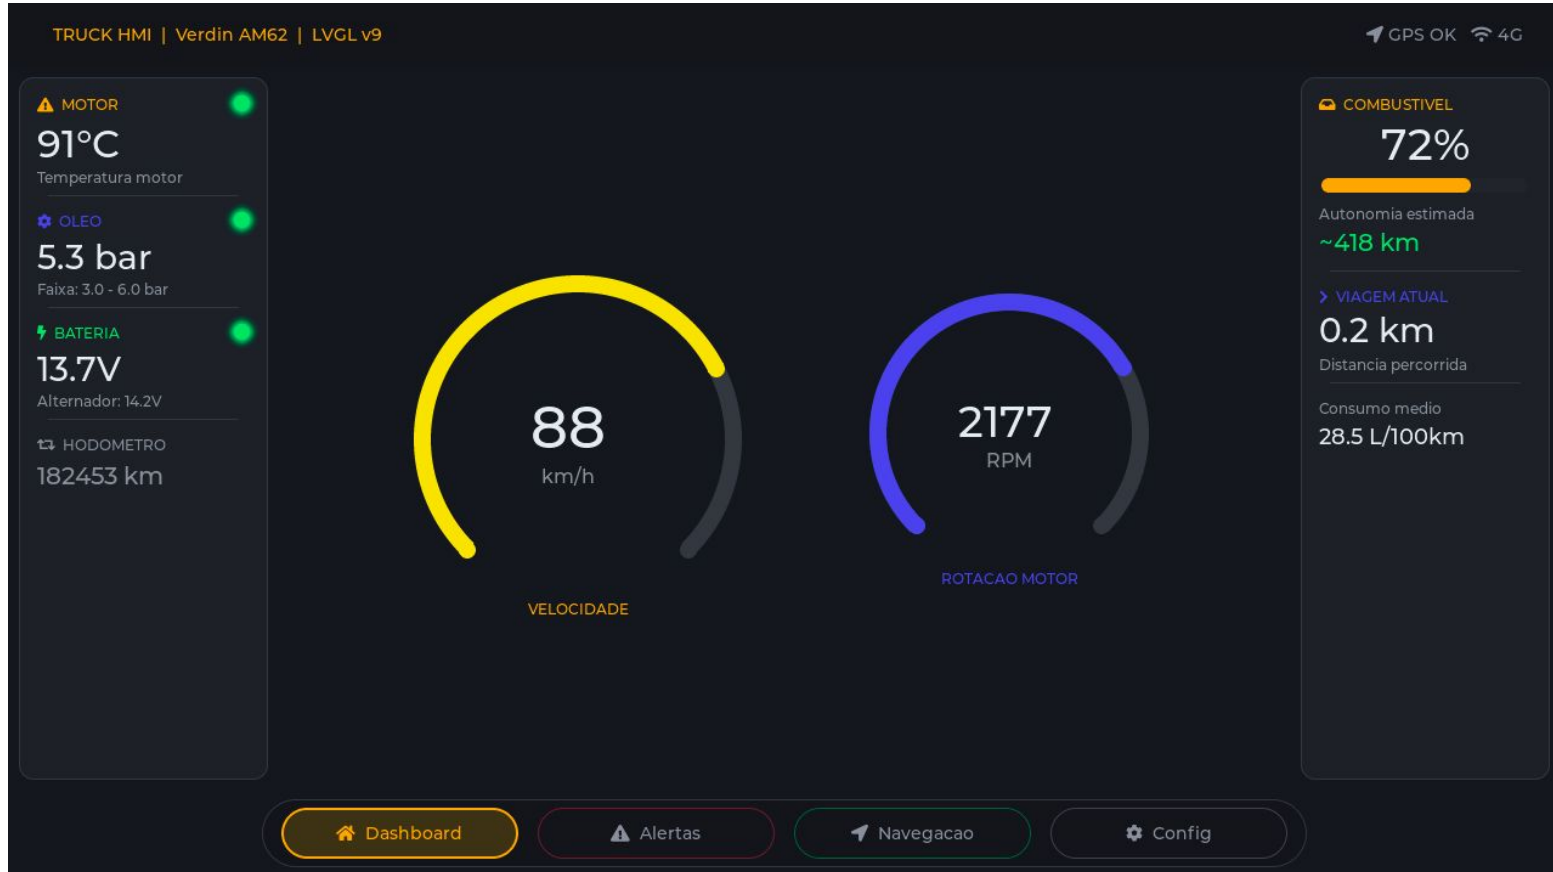 TRUCK HMI | Verdin AM62 | LVGL v9
GPS OK 4G
MOTOR
91°C
Temperatura motor
OLEO
5.3 bar
Faixa: 3.0 - 6.0 bar
BATERIA
13.7V
Alternador: 14.2V
HODOMETRO
182453 km
88
km/h
VELOCIDADE
2177
RPM
ROTACAO MOTOR
COMBUSTIVEL
72%
Autonomia estimada
~418 km
VIAGEM ATUAL
0.2 km
Distancia percorrida
Consumo medio
28.5 L/100km
Dashboard
Alertas
Navegacao
Config